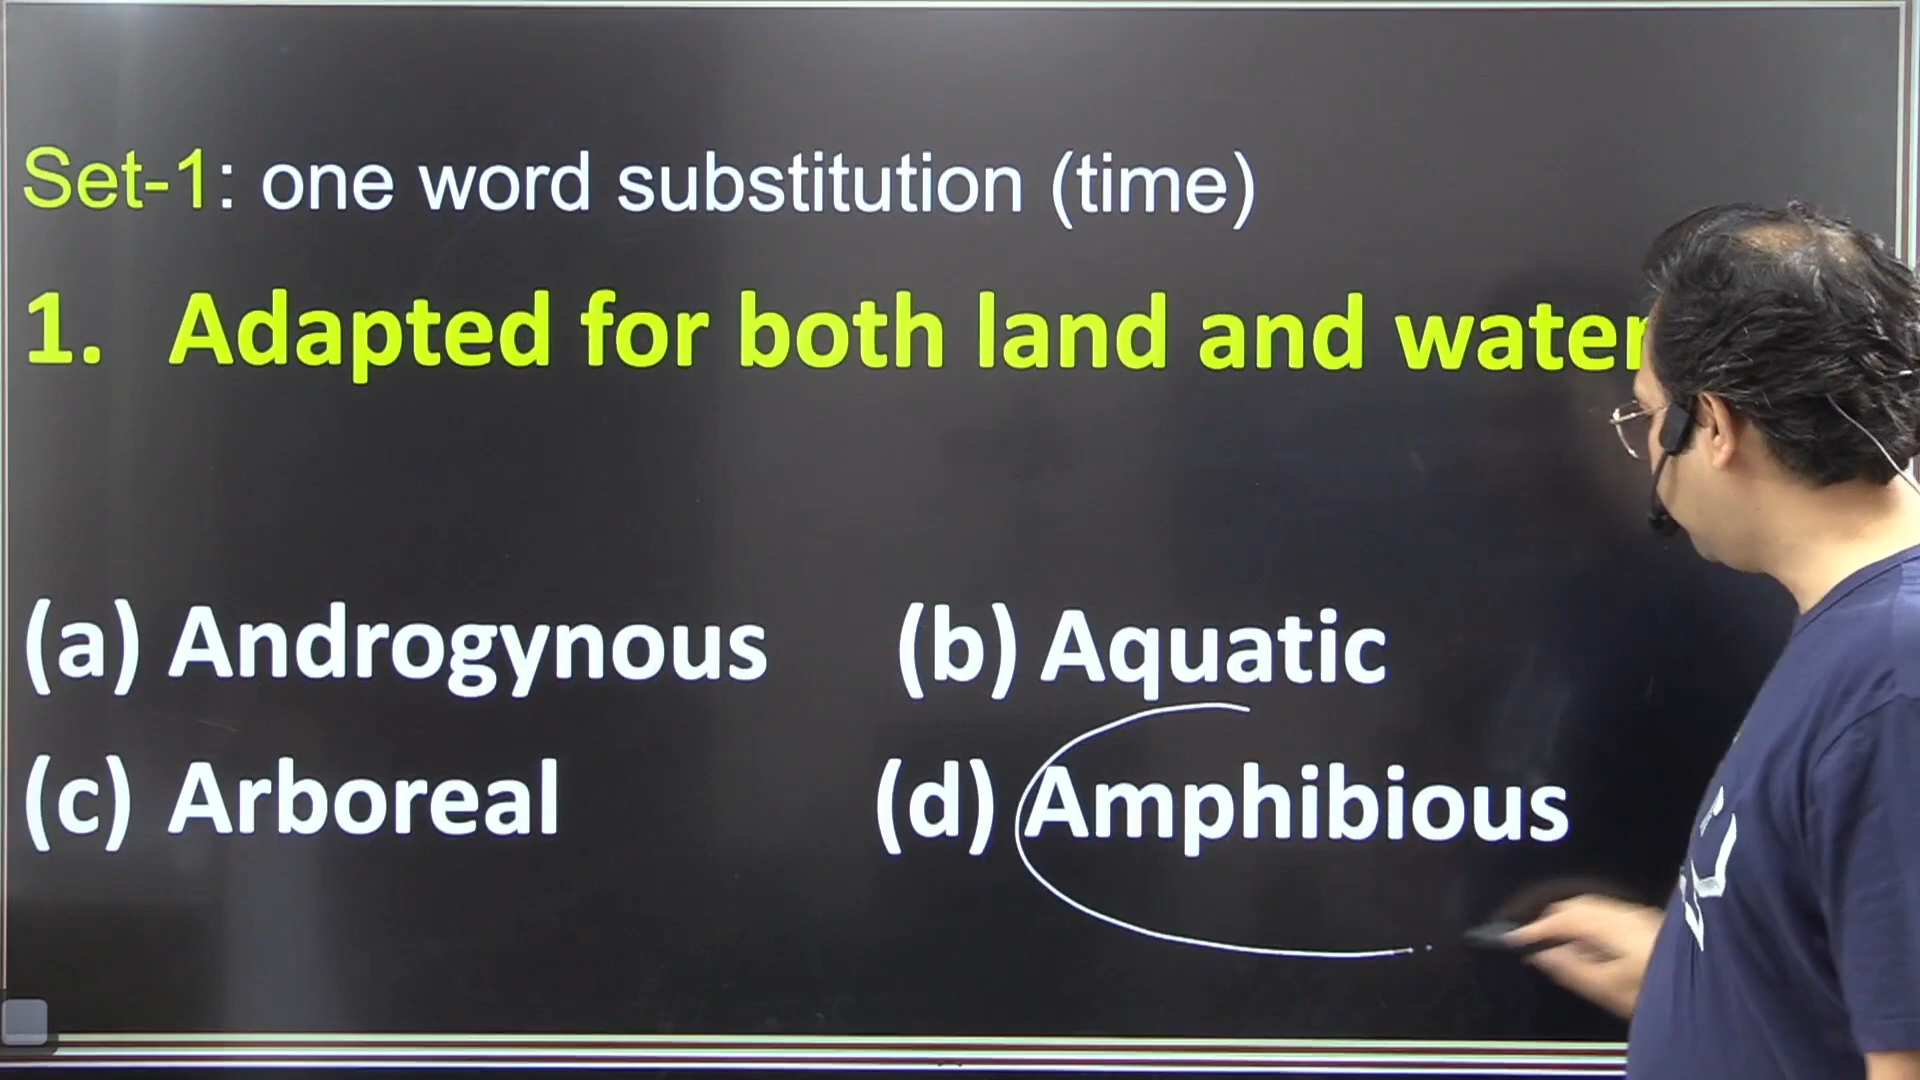 Set-1: one word substitution (time)
1. Adapted for both land and water
(a) Androgynous (b) Aquatic
(c) Arboreal (d) Amphibious